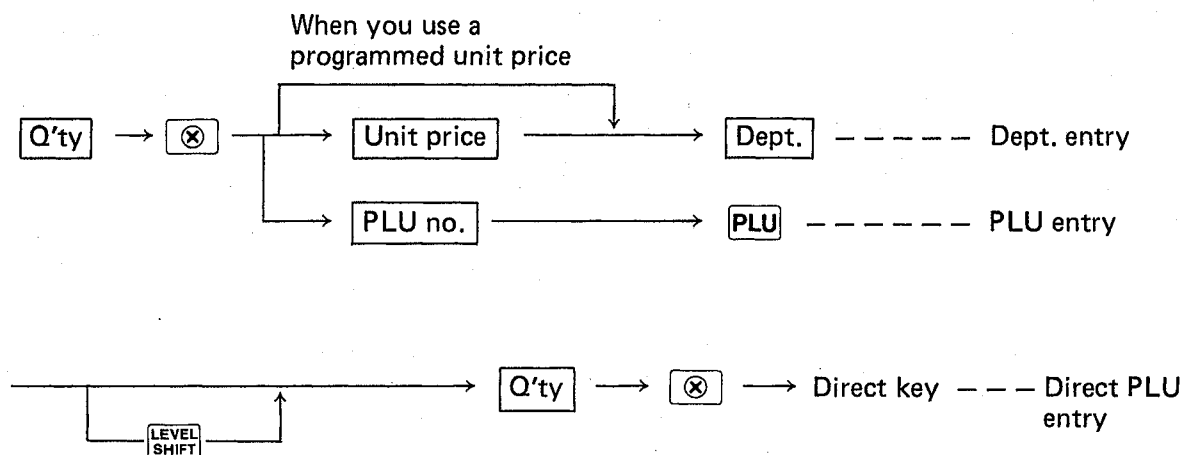 When you use a
programmed unit price
Q'ty ⊗ Unit price Dept. Dept. entry
PLU no. PLU PLU entry
Q'ty ⊗ Direct key Direct PLU
entry
LEVEL
SHIFT